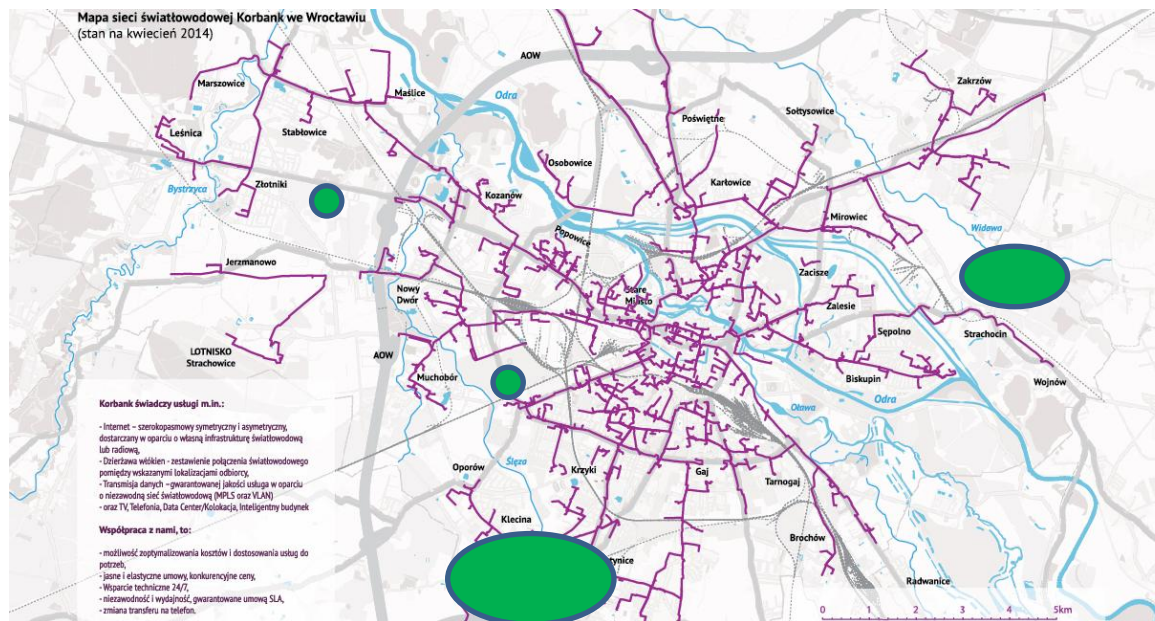 Mapa sieci światłowodowej Korbank we Wrocławiu
(stan na kwiecień 2014)
AOW
Marszowice
Maślice
Odra
Zakrzów
Sołtysowice
Poświętne
Leśnica
Stabłowice
Osobowice
Karłowice
Bystrzyca
Złotniki
Kozanów
Mirowiec
Widawa
Popowice
Jerzmanowo
Zacisze
Nowy
Dwór
Stare
Miasto
Zalesie
Sępolno
Strachocin
LOTNISKO
Strachowice
AOW
Muchobór
Biskupin
Odra
Wojnów
Oława
Korbank świadczy usługi m.in.:
- Internet – szerokopasmowy symetryczny i asymetryczny,
dostarczany w oparciu o własną infrastrukturę światłowodową
lub radiową,
- Dzierżawa włókien - zestawienie połączenia światłowodowego
pomiędzy wskazanymi lokalizacjami odbiorcy,
- Transmisja danych –gwarantowanej jakości usługa w oparciu
o niezawodną sieć światłowodową (MPLS oraz VLAN)
- oraz TV, Telefonia, Data Center/Kolokacja, Inteligentny budynek
Współpraca z nami, to:
- możliwość zoptymalizowania kosztów i dostosowania usług do
potrzeb,
- jasne i elastyczne umowy, konkurencyjne ceny,
- Wsparcie techniczne 24/7,
- niezawodność i wydajność, gwarantowane umową SLA,
- zmiana transferu na telefon.
Oporów
Ślęza
Krzyki
Gaj
Tarnogaj
Klecina
tynice
Brochów
Radwanice
0 1 2 3 4 5km